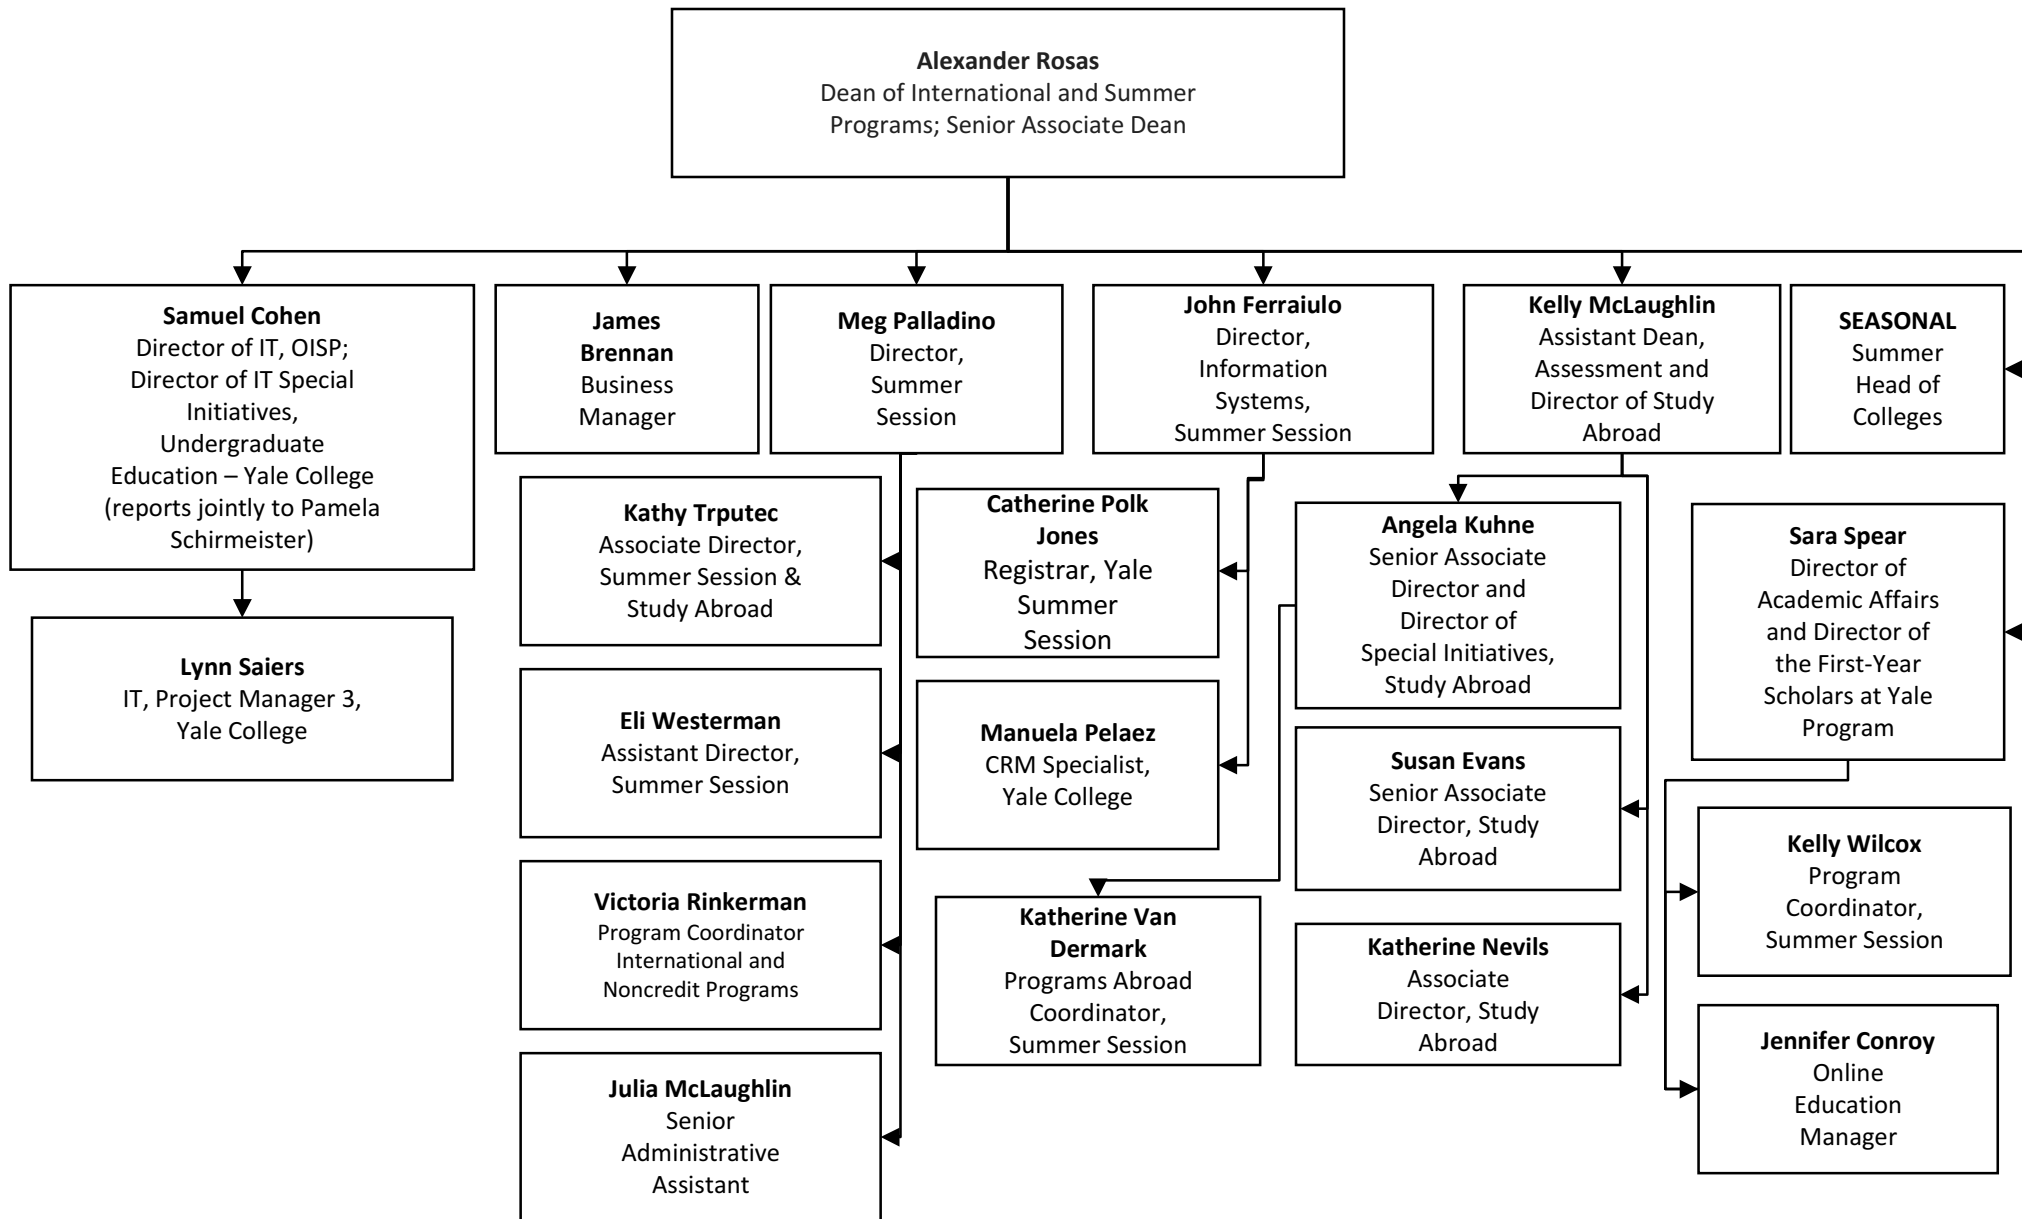 Alexander Rosas
Dean of International and Summer
Programs; Senior Associate Dean
Samuel Cohen
Director of IT, OISP;
Director of IT Special
Initiatives,
Undergraduate
Education – Yale College
(reports jointly to Pamela
Schirmeister)
Lynn Saiers
IT, Project Manager 3,
Yale College
James
Brennan
Business
Manager
Meg Palladino
Director,
Summer
Session
Kathy Trputec
Associate Director,
Summer Session &
Study Abroad
Eli Westerman
Assistant Director,
Summer Session
Victoria Rinkerman
Program Coordinator
International and
Noncredit Programs
Julia McLaughlin
Senior
Administrative
Assistant
John Ferraiulo
Director,
Information
Systems,
Summer Session
Catherine Polk
Jones
Registrar, Yale
Summer
Session
Manuela Pelaez
CRM Specialist,
Yale College
Kelly McLaughlin
Assistant Dean,
Assessment and
Director of Study
Abroad
Angela Kuhne
Senior Associate
Director and
Director of
Special Initiatives,
Study Abroad
Katherine Van
Dermark
Programs Abroad
Coordinator,
Summer Session
Susan Evans
Senior Associate
Director, Study
Abroad
Katherine Nevils
Associate
Director, Study
Abroad
SEASONAL
Summer
Head of
Colleges
Sara Spear
Director of
Academic Affairs
and Director of
the First-Year
Scholars at Yale
Program
Kelly Wilcox
Program
Coordinator,
Summer Session
Jennifer Conroy
Online
Education
Manager